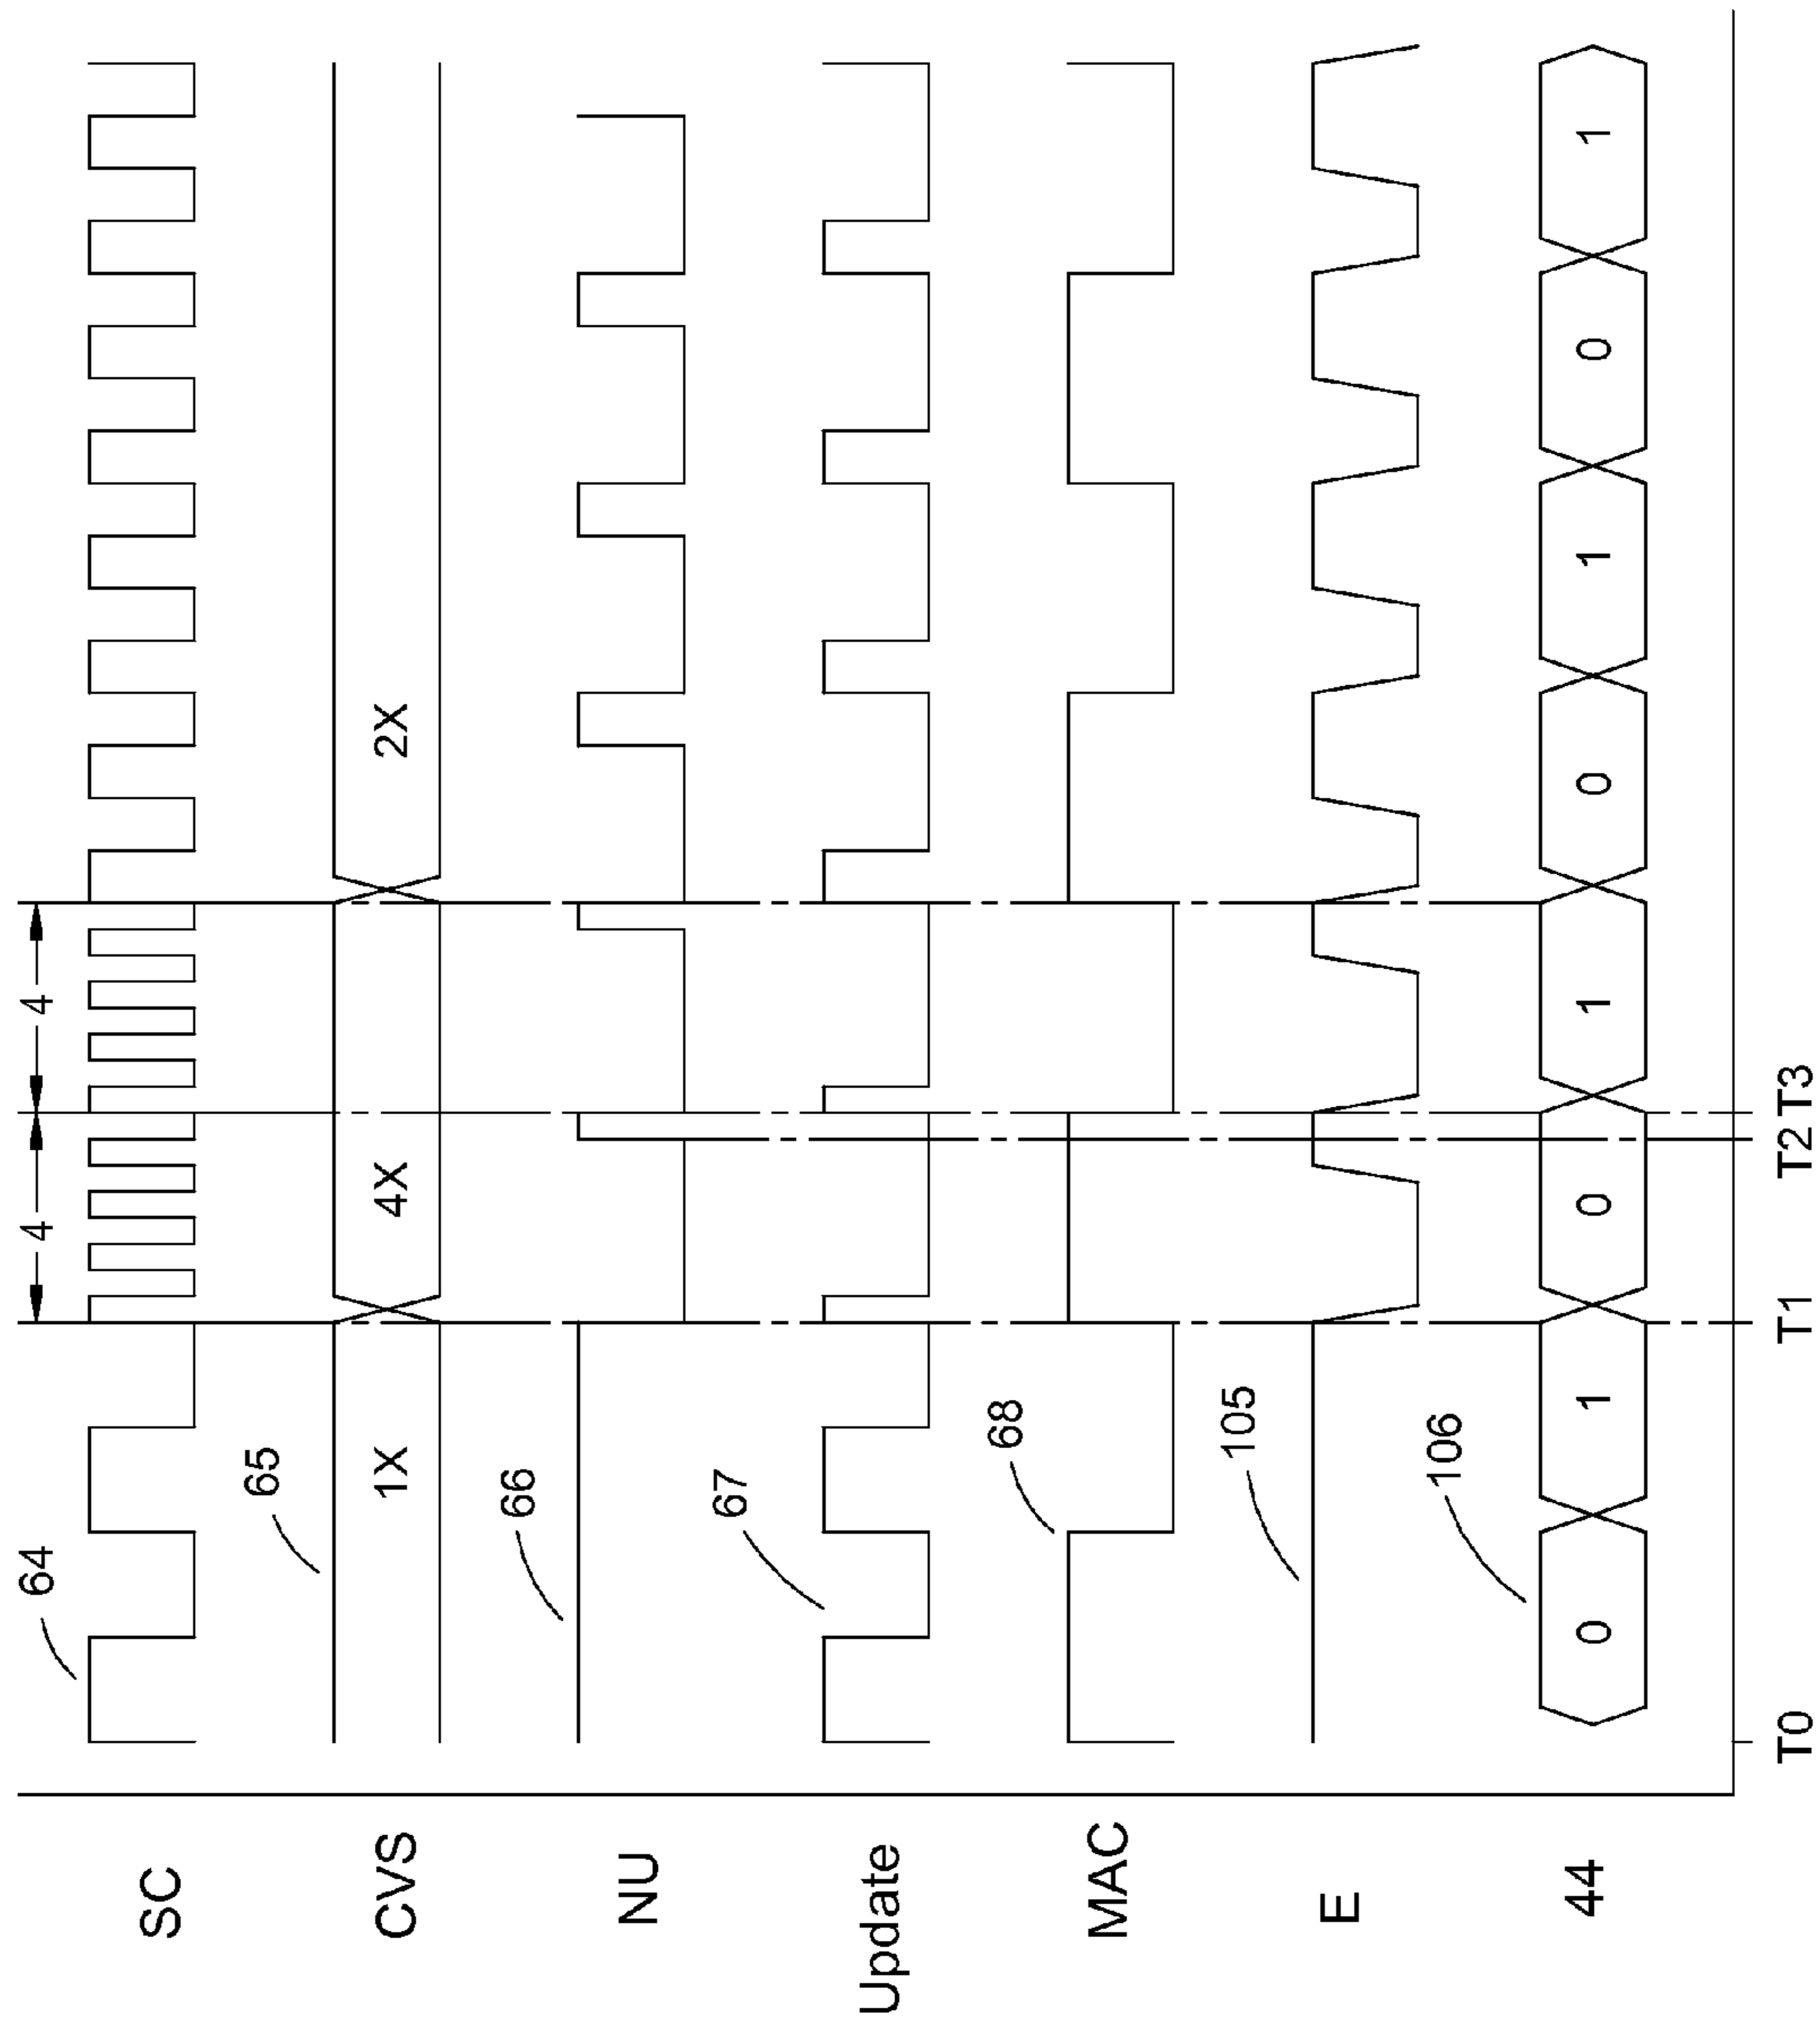 4 4
SC 64
CVS 65 1X 4X 2X
NU 66
Update 67
MAC 68
E 105
44 106 0 1 0 1 0 1 0 1
T0 T1 T2 T3